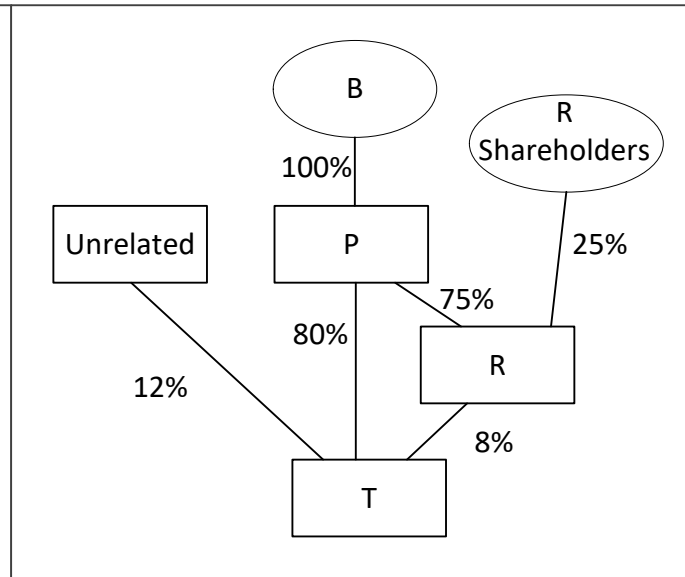 B
R
Shareholders
100%
Unrelated
P
25%
75%
80%
R
12%
8%
T